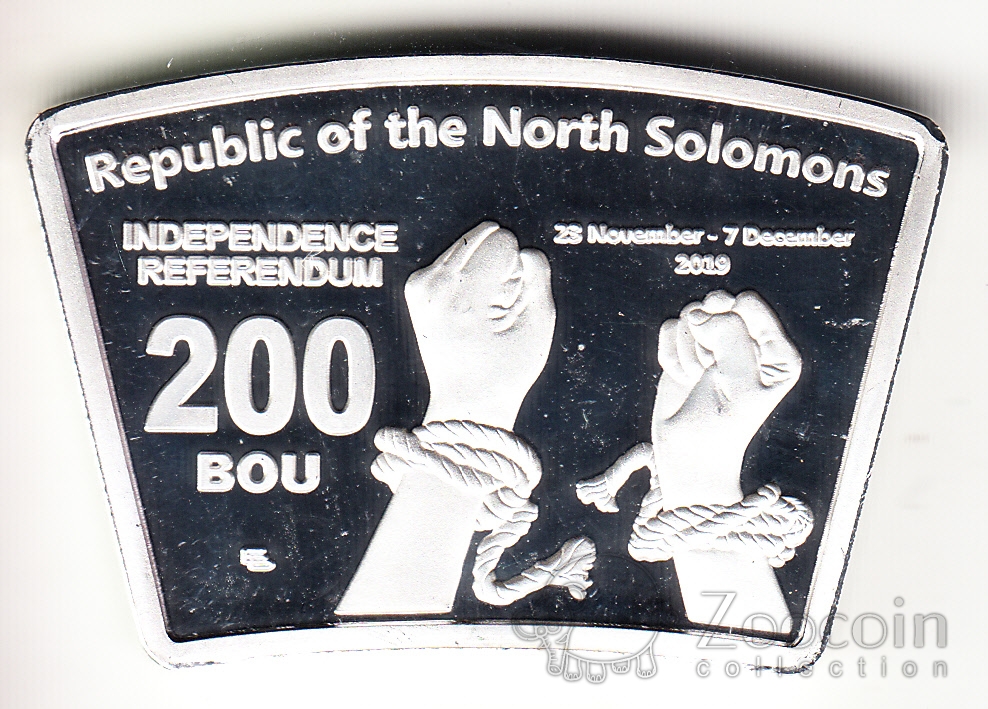 Republic of the North Solomons
INDEPENDENCE
REFERENDUM
23 November - 7 December
2019
200
BOU
Zoocoin
collection